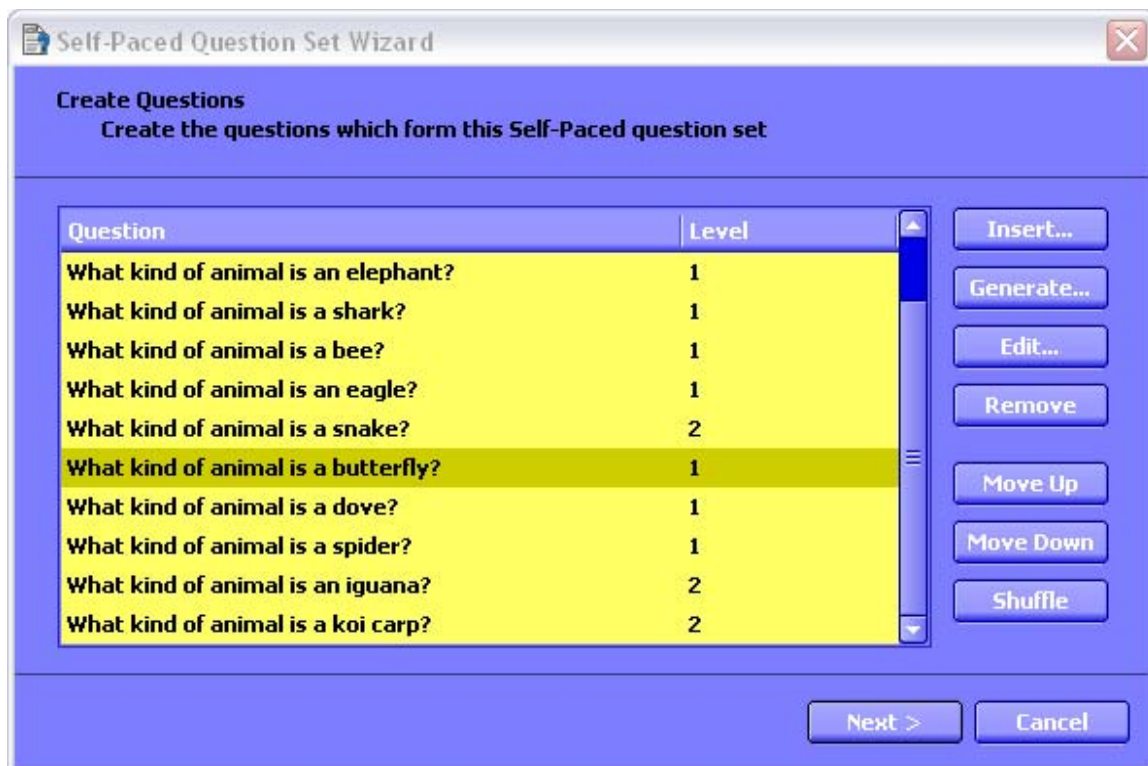 Self-Paced Question Set Wizard
Create Questions
Create the questions which form this Self-Paced question set
Question Level
What kind of animal is an elephant? 1
What kind of animal is a shark? 1
What kind of animal is a bee? 1
What kind of animal is an eagle? 1
What kind of animal is a snake? 2
What kind of animal is a butterfly? 1
What kind of animal is a dove? 1
What kind of animal is a spider? 1
What kind of animal is an iguana? 2
What kind of animal is a koi carp? 2
Insert...
Generate...
Edit...
Remove
Move Up
Move Down
Shuffle
Next > Cancel